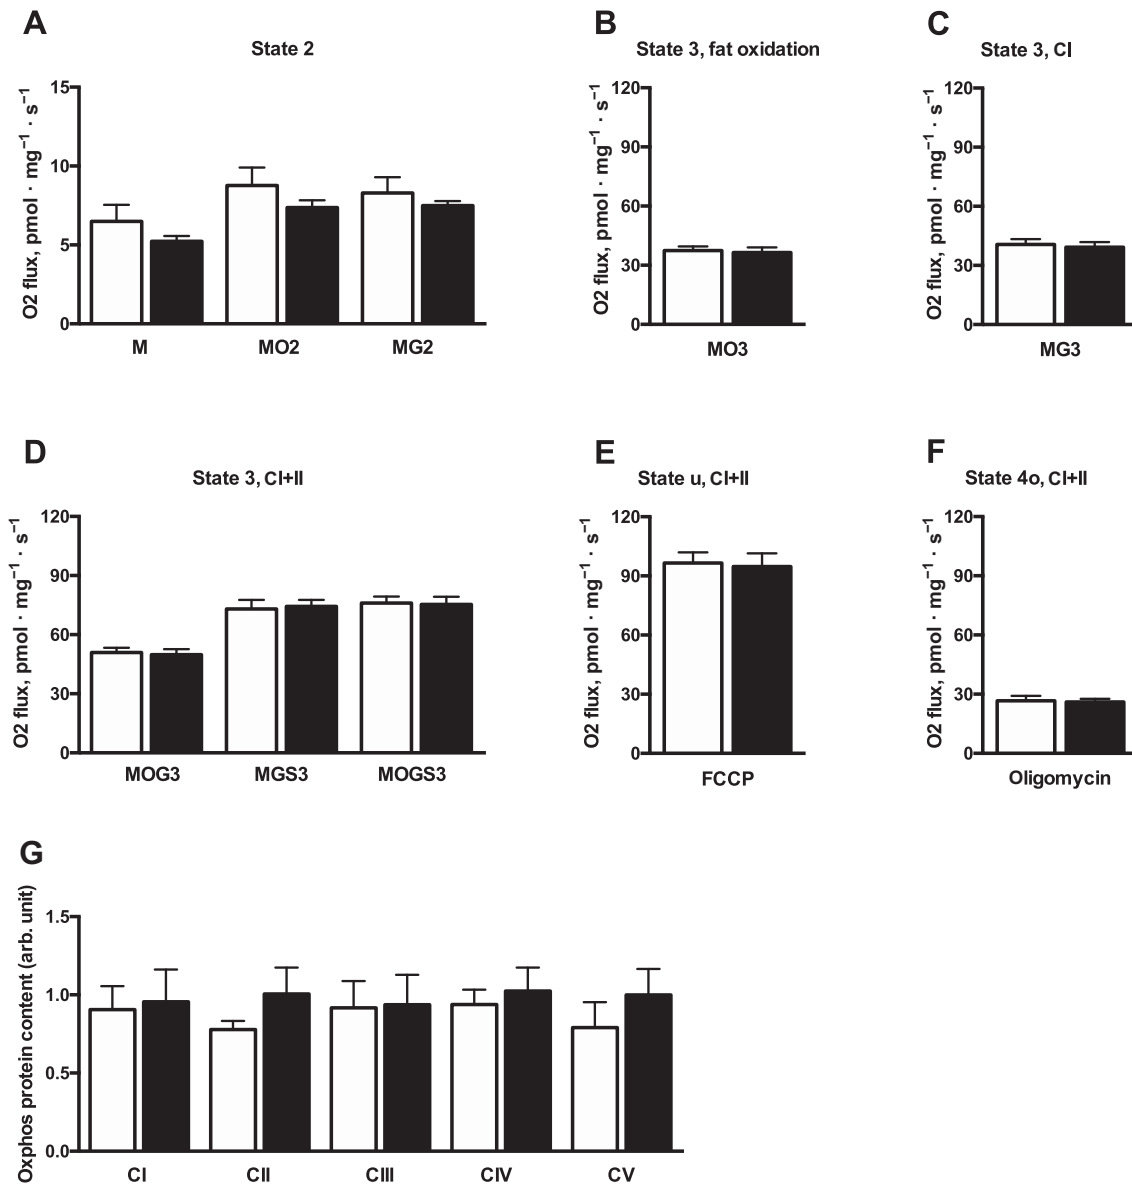 A
State 2
O2 flux, pmol · mg⁻¹ · s⁻¹
15
10
5
0
M MO2 MG2
B
State 3, fat oxidation
O2 flux, pmol · mg⁻¹ · s⁻¹
120
90
60
30
0
MO3
C
State 3, CI
O2 flux, pmol · mg⁻¹ · s⁻¹
120
90
60
30
0
MG3
D
State 3, CI+II
O2 flux, pmol · mg⁻¹ · s⁻¹
120
90
60
30
0
MOG3 MGS3 MOGS3
E
State u, CI+II
O2 flux, pmol · mg⁻¹ · s⁻¹
120
90
60
30
0
FCCP
F
State 4o, CI+II
O2 flux, pmol · mg⁻¹ · s⁻¹
120
90
60
30
0
Oligomycin
G
Oxphos protein content (arb. unit)
1.5
1.0
0.5
0.0
CI CII CIII CIV CV